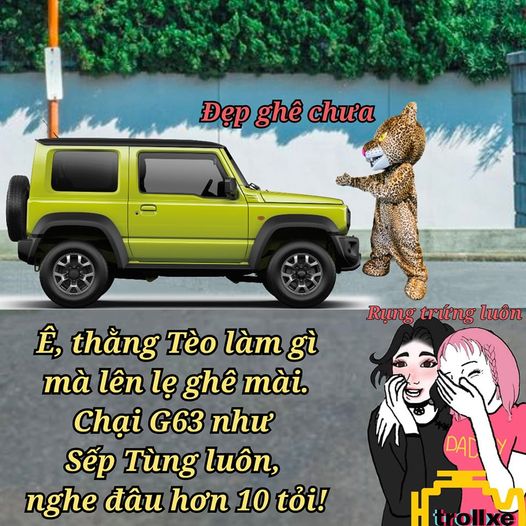 Đẹp ghê chưa
Rụng trứng luôn
Ê, thằng Tèo làm gì
mà lên lẹ ghê mài.
Chại G63 như
Sếp Tùng luôn,
nghe đâu hơn 10 tỏi!
DADDY
trollxe